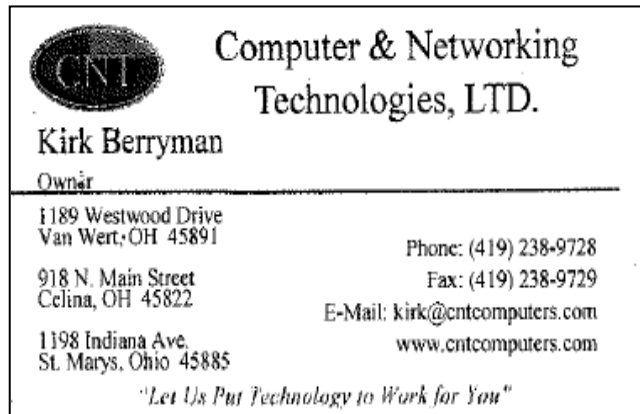 CNT
Computer & Networking
Technologies, LTD.
Kirk Berryman
Owner
1189 Westwood Drive
Van Wert, OH 45891
918 N. Main Street
Celina, OH 45822
1198 Indiana Ave.
St. Marys, Ohio 45885
Phone: (419) 238-9728
Fax: (419) 238-9729
E-Mail: kirk@cntcomputers.com
www.cntcomputers.com
"Let Us Put Technology to Work for You"